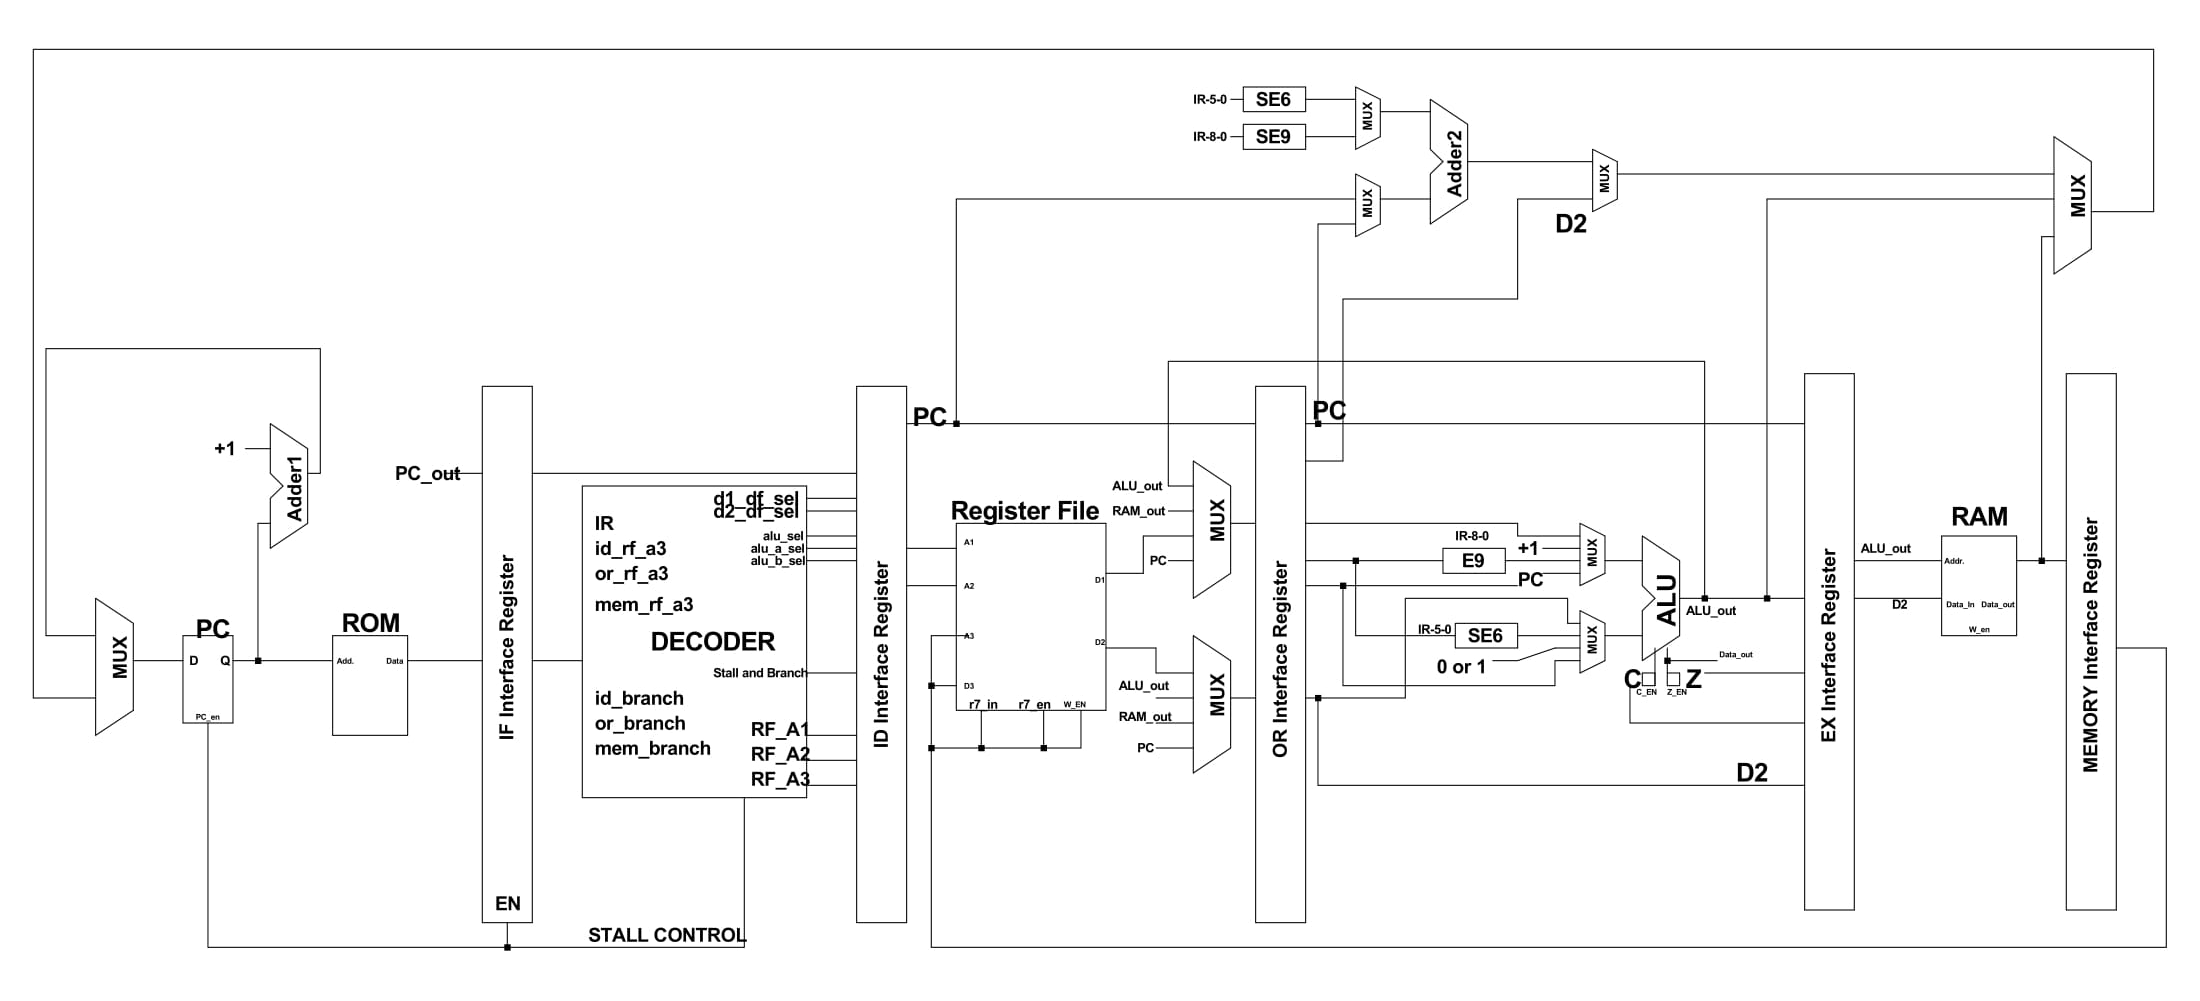 IR-5-0
SE6
MUX
IR-8-0
SE9
Adder2
MUX
MUX
D2
MUX
+1
Adder1
PC_out
MUX
PC
D
Q
PC_en
ROM
Add.
Data
IF Interface Register
EN
STALL CONTROL
d1_df_sel
d2_df_sel
IR
alu_sel
id_rf_a3
alu_a_sel
alu_b_sel
or_rf_a3
mem_rf_a3
DECODER
Stall and Branch
id_branch
or_branch
mem_branch
RF_A1
RF_A2
RF_A3
ID Interface Register
PC
Register File
A1
A2
A3
D3
D1
D2
r7_in
r7_en
W_EN
ALU_out
RAM_out
PC
MUX
ALU_out
RAM_out
PC
MUX
OR Interface Register
PC
IR-8-0
+1
E9
PC
MUX
IR-5-0
SE6
0 or 1
MUX
ALU
ALU_out
Data_out
C
Z
C_EN
Z_EN
D2
EX Interface Register
ALU_out
D2
RAM
Addr.
Data_In
Data_out
W_en
MEMORY Interface Register